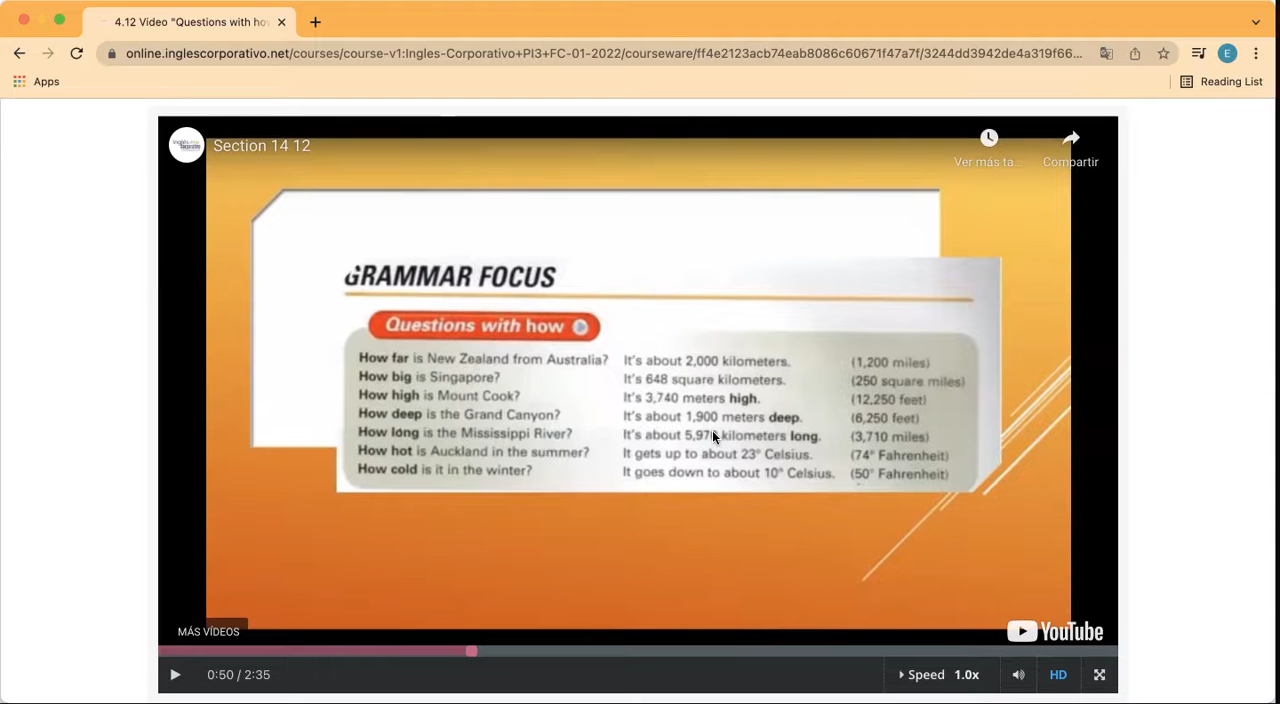 4.12 Video "Questions with ho
online.inglescorporativo.net/courses/course-v1:Ingles-Corporativo+PI3+FC-01-2022/courseware/ff4e2123acb74eab8086c60671f47a7f/3244dd3942de4a319f66...
E
Apps
Reading List
Section 14 12
Ver más ta...
Compartir
GRAMMAR FOCUS
Questions with how
How far is New Zealand from Australia? It's about 2,000 kilometers. (1,200 miles)
How big is Singapore? It's 648 square kilometers. (250 square miles)
How high is Mount Cook? It's 3,740 meters high. (12,250 feet)
How deep is the Grand Canyon? It's about 1,900 meters deep. (6,250 feet)
How long is the Mississippi River? It's about 5,970 kilometers long. (3,710 miles)
How hot is Auckland in the summer? It gets up to about 23° Celsius. (74° Fahrenheit)
How cold is it in the winter? It goes down to about 10° Celsius. (50° Fahrenheit)
MÁS VÍDEOS
YouTube
0:50 / 2:35
Speed 1.0x
HD